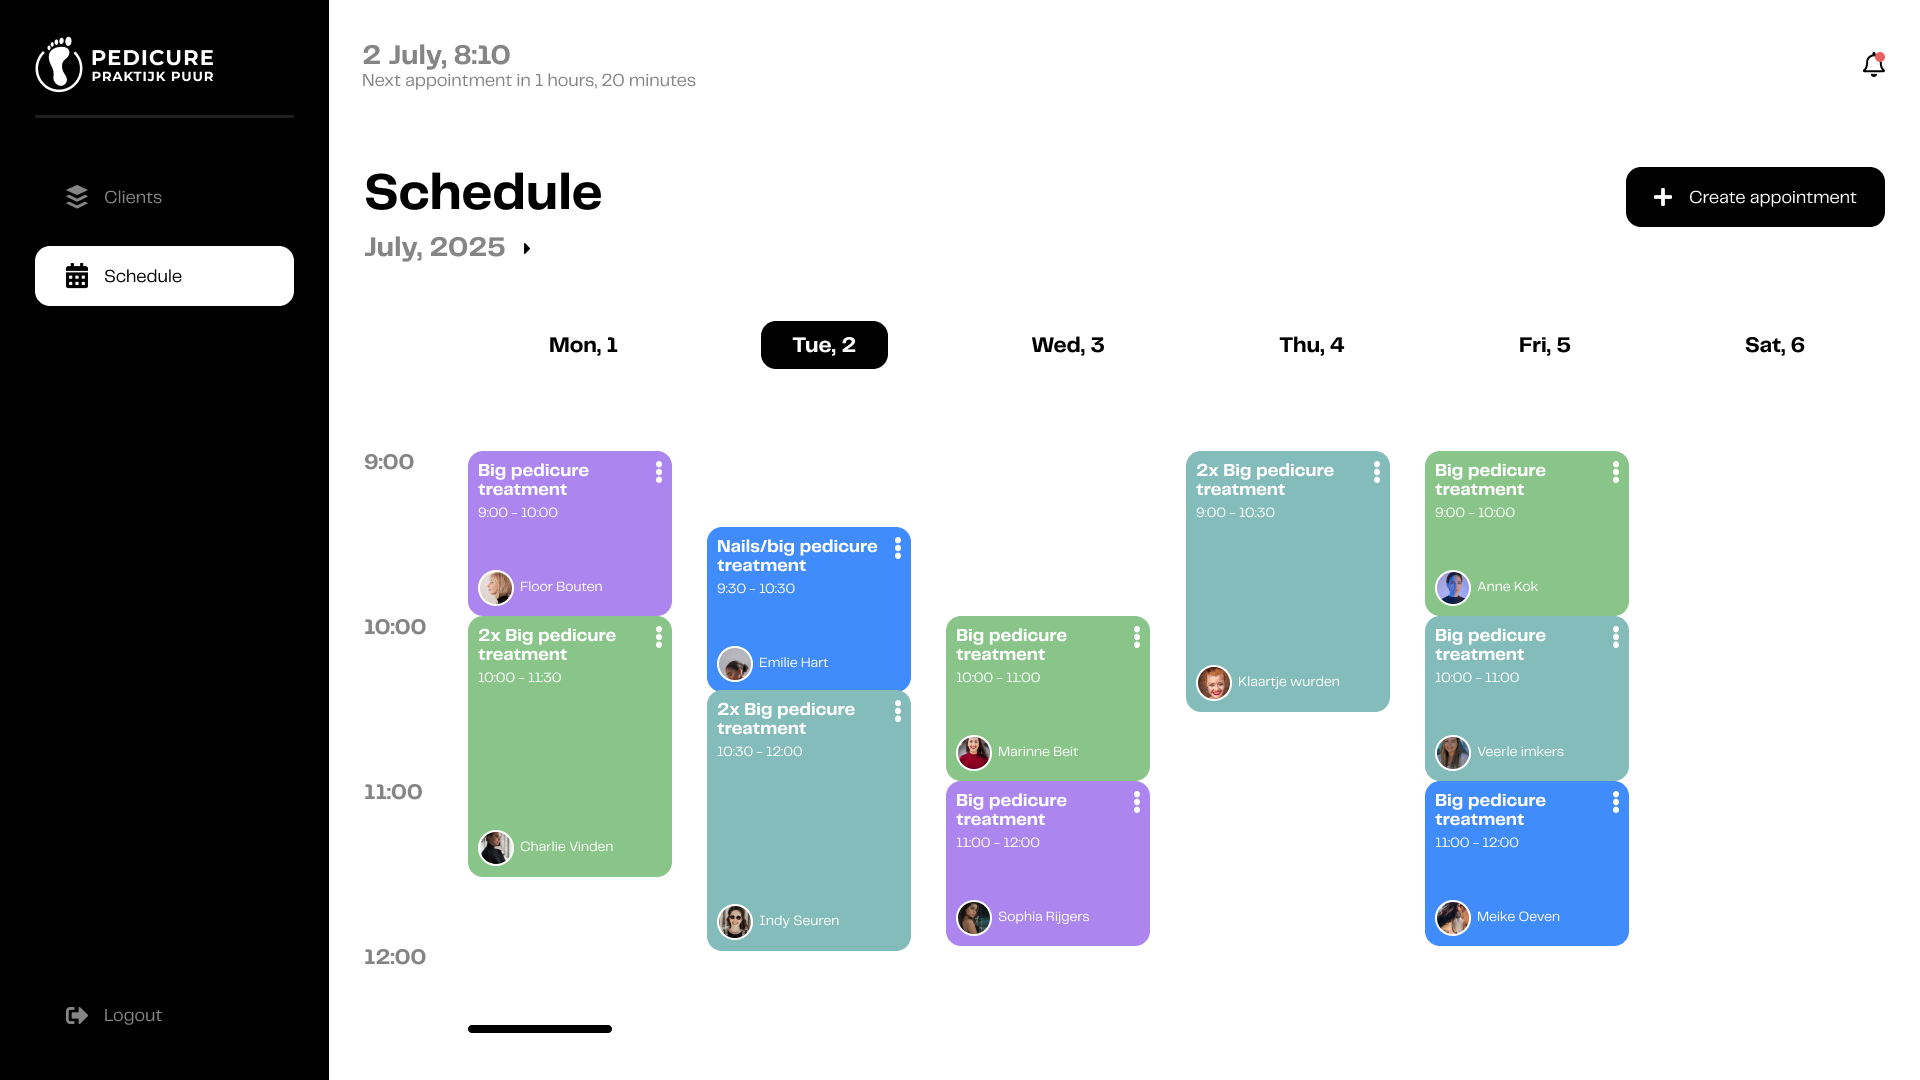 PEDICURE
PRAKTIJK PUUR
Clients
Schedule
Logout
2 July, 8:10
Next appointment in 1 hours, 20 minutes
Schedule
July, 2025
Create appointment
Mon, 1
Tue, 2
Wed, 3
Thu, 4
Fri, 5
Sat, 6
9:00
10:00
11:00
12:00
Big pedicure
treatment
9:00 - 10:00
Floor Bouten
2x Big pedicure
treatment
10:00 - 11:30
Charlie Vinden
Nails/big pedicure
treatment
9:30 - 10:30
Emilie Hart
2x Big pedicure
treatment
10:30 - 12:00
Indy Seuren
Big pedicure
treatment
10:00 - 11:00
Marinne Beit
Big pedicure
treatment
11:00 - 12:00
Sophia Rijgers
2x Big pedicure
treatment
9:00 - 10:30
Klaartje wurden
Big pedicure
treatment
9:00 - 10:00
Anne Kok
Big pedicure
treatment
10:00 - 11:00
Veerle imkers
Big pedicure
treatment
11:00 - 12:00
Meike Oeven